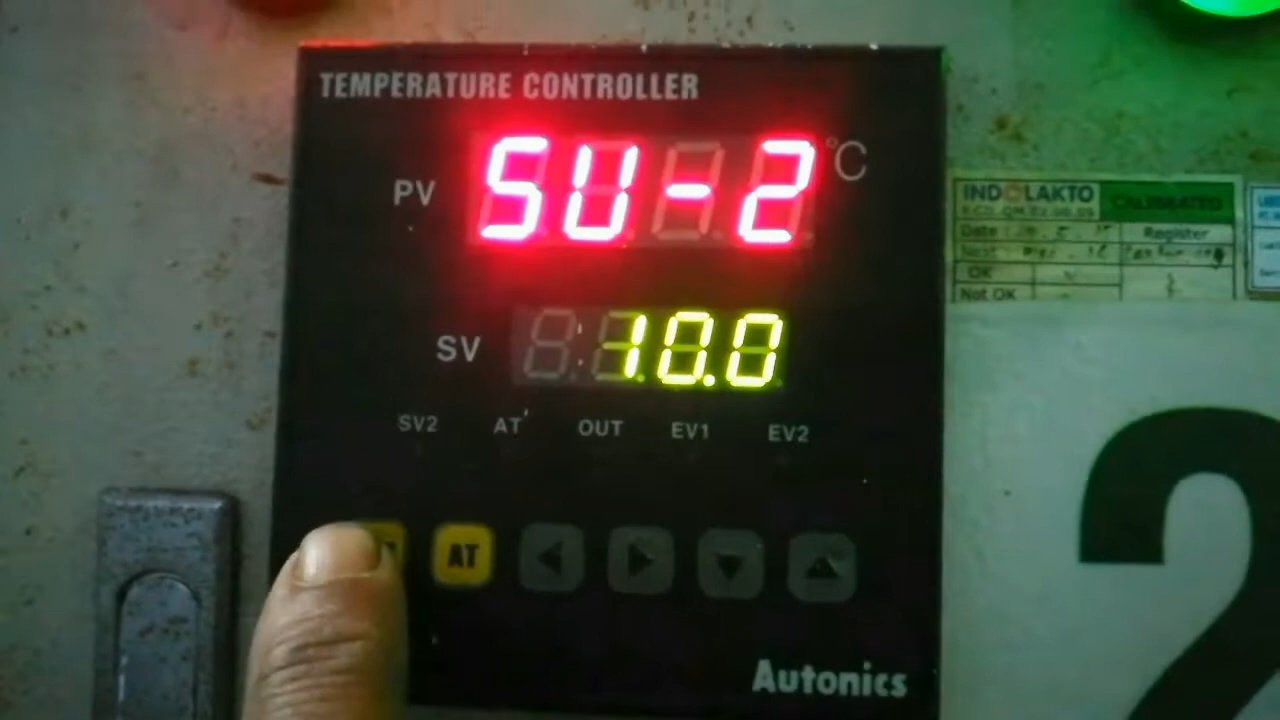 TEMPERATURE CONTROLLER
PV SU-2 °C
SV 10.0
SV2 AT OUT EV1 EV2
AT
Autonics
INDOLAKTO CALIBRATED
Date
Register
OK
Not OK
2